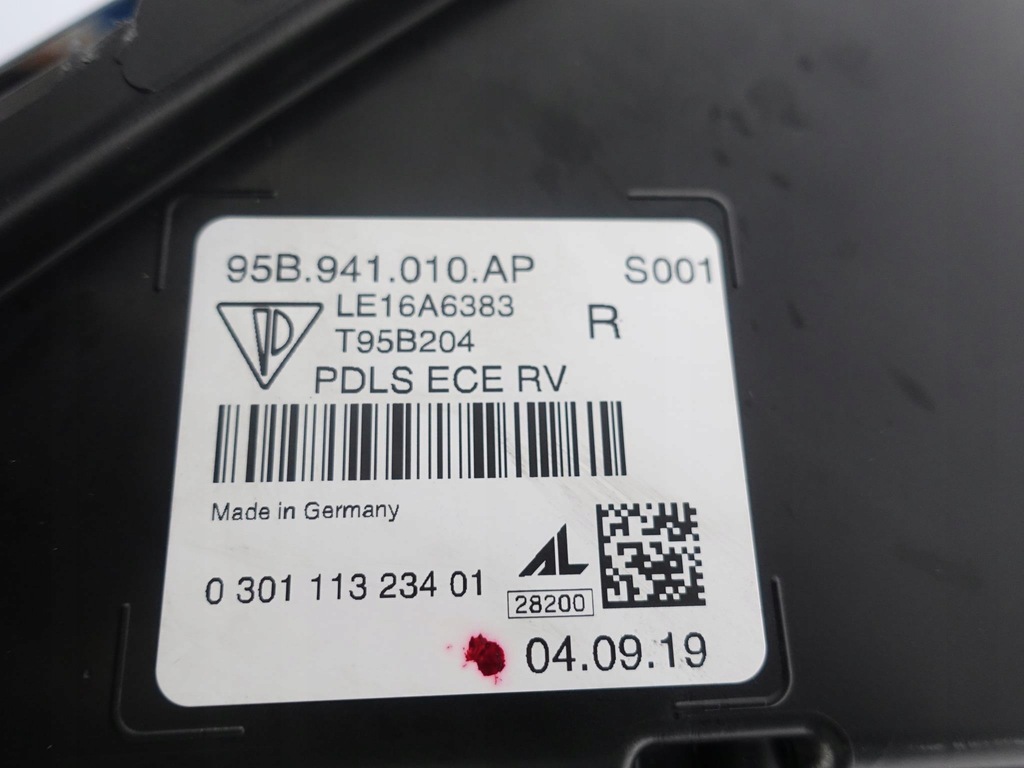 95B.941.010.AP S001
LE16A6383
R
T95B204
PDLS ECE RV
Made in Germany
AL
0 301 113 234 01
28200
04.09.19